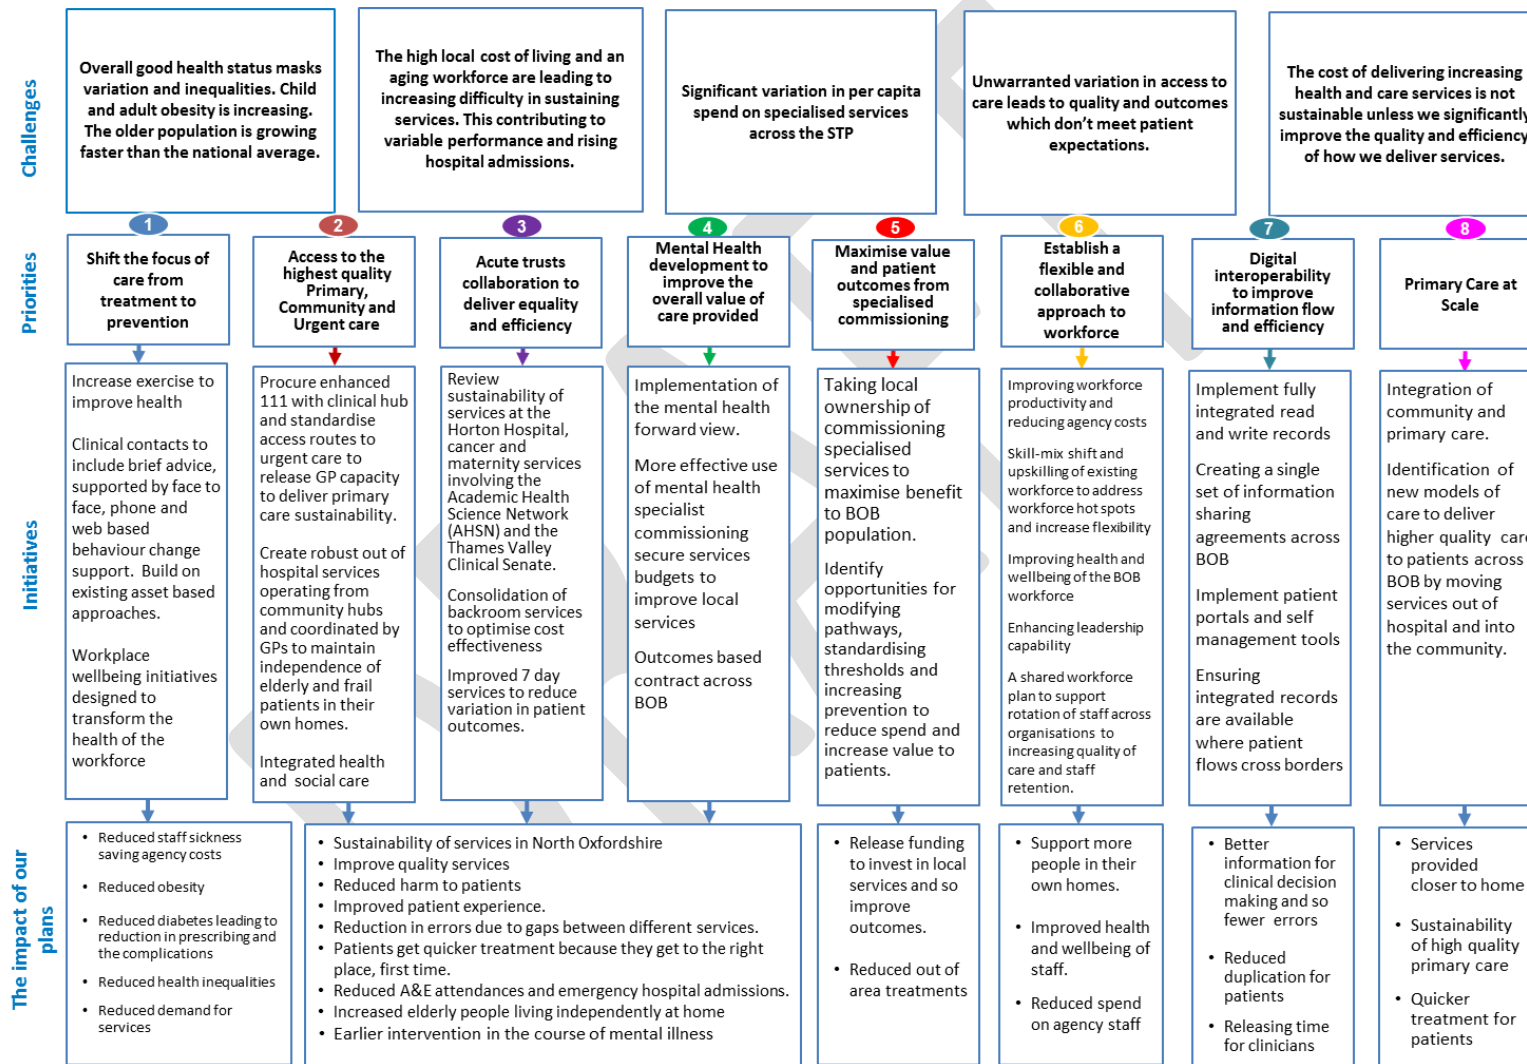 Challenges
Overall good health status masks
variation and inequalities. Child
and adult obesity is increasing.
The older population is growing
faster than the national average.
The high local cost of living and an
aging workforce are leading to
increasing difficulty in sustaining
services. This contributing to
variable performance and rising
hospital admissions.
Significant variation in per capita
spend on specialised services
across the STP
Unwarranted variation in access to
care leads to quality and outcomes
which don't meet patient
expectations.
The cost of delivering increasing
health and care services is not
sustainable unless we significantly
improve the quality and efficiency
of how we deliver services.
Priorities
1
Shift the focus of
care from
treatment to
prevention
2
Access to the
highest quality
Primary,
Community and
Urgent care
3
Acute trusts
collaboration to
deliver equality
and efficiency
4
Mental Health
development to
improve the
overall value of
care provided
5
Maximise value
and patient
outcomes from
specialised
commissioning
6
Establish a
flexible and
collaborative
approach to
workforce
7
Digital
interoperability
to improve
information flow
and efficiency
8
Primary Care at
Scale
Initiatives
Increase exercise to
improve health
Clinical contacts to
include brief advice,
supported by face to
face, phone and
web based
behaviour change
support. Build on
existing asset based
approaches.
Workplace
wellbeing initiatives
designed to
transform the
health of the
workforce
Procure enhanced
111 with clinical hub
and standardise
access routes to
urgent care to
release GP capacity
to deliver primary
care sustainability.
Create robust out of
hospital services
operating from
community hubs
and coordinated by
GPs to maintain
independence of
elderly and frail
patients in their
own homes.
Integrated health
and social care
Review
sustainability of
services at the
Horton Hospital,
cancer and
maternity services
involving the
Academic Health
Science Network
(AHSN) and the
Thames Valley
Clinical Senate.
Consolidation of
backroom services
to optimise cost
effectiveness
Improved 7 day
services to reduce
variation in patient
outcomes.
Implementation of
the mental health
forward view.
More effective use
of mental health
specialist
commissioning
secure services
budgets to
improve local
services
Outcomes based
contract across
BOB
Taking local
ownership of
commissioning
specialised
services to
maximise benefit
to BOB
population.
Identify
opportunities for
modifying
pathways,
standardising
thresholds and
increasing
prevention to
reduce spend and
increase value to
patients.
Improving workforce
productivity and
reducing agency costs
Skill-mix shift and
upskilling of existing
workforce to address
workforce hot spots
and increase flexibility
Improving health and
wellbeing of the BOB
workforce
Enhancing leadership
capability
A shared workforce
plan to support
rotation of staff across
organisations to
increasing quality of
care and staff
retention.
Implement fully
integrated read
and write records
Creating a single
set of information
sharing
agreements across
BOB
Implement patient
portals and self
management tools
Ensuring
integrated records
are available
where patient
flows cross borders
Integration of
community and
primary care.
Identification of
new models of
care to deliver
higher quality care
to patients across
BOB by moving
services out of
hospital and into
the community.
The impact of our
plans
• Reduced staff sickness
saving agency costs
• Reduced obesity
• Reduced diabetes leading to
reduction in prescribing and
the complications
• Reduced health inequalities
• Reduced demand for
services
• Sustainability of services in North Oxfordshire
• Improve quality services
• Reduced harm to patients
• Improved patient experience.
• Reduction in errors due to gaps between different services.
• Patients get quicker treatment because they get to the right
place, first time.
• Reduced A&E attendances and emergency hospital admissions.
• Increased elderly people living independently at home
• Earlier intervention in the course of mental illness
• Release funding
to invest in local
services and so
improve
outcomes.
• Reduced out of
area treatments
• Support more
people in their
own homes.
• Improved health
and wellbeing of
staff.
• Reduced spend
on agency staff
• Better
information for
clinical decision
making and so
fewer errors
• Reduced
duplication for
patients
• Releasing time
for clinicians
• Services
provided
closer to home
• Sustainability
of high quality
primary care
• Quicker
treatment for
patients